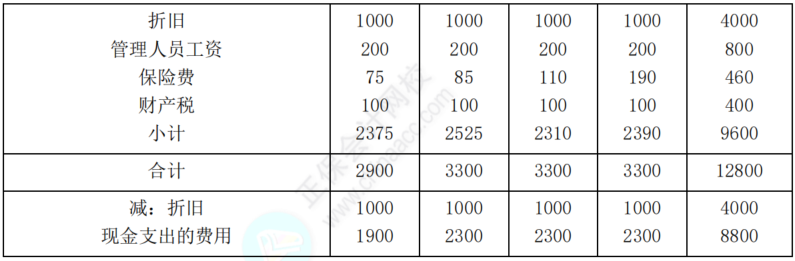 折旧 1000 1000 1000 1000 4000
管理人员工资 200 200 200 200 800
保险费 75 85 110 190 460
财产税 100 100 100 100 400
小计 2375 2525 2310 2390 9600
合计 2900 3300 3300 3300 12800
减：折旧 1000 1000 1000 1000 4000
现金支出的费用 1900 2300 2300 2300 8800
正保会计网校
www.chinaacc.com